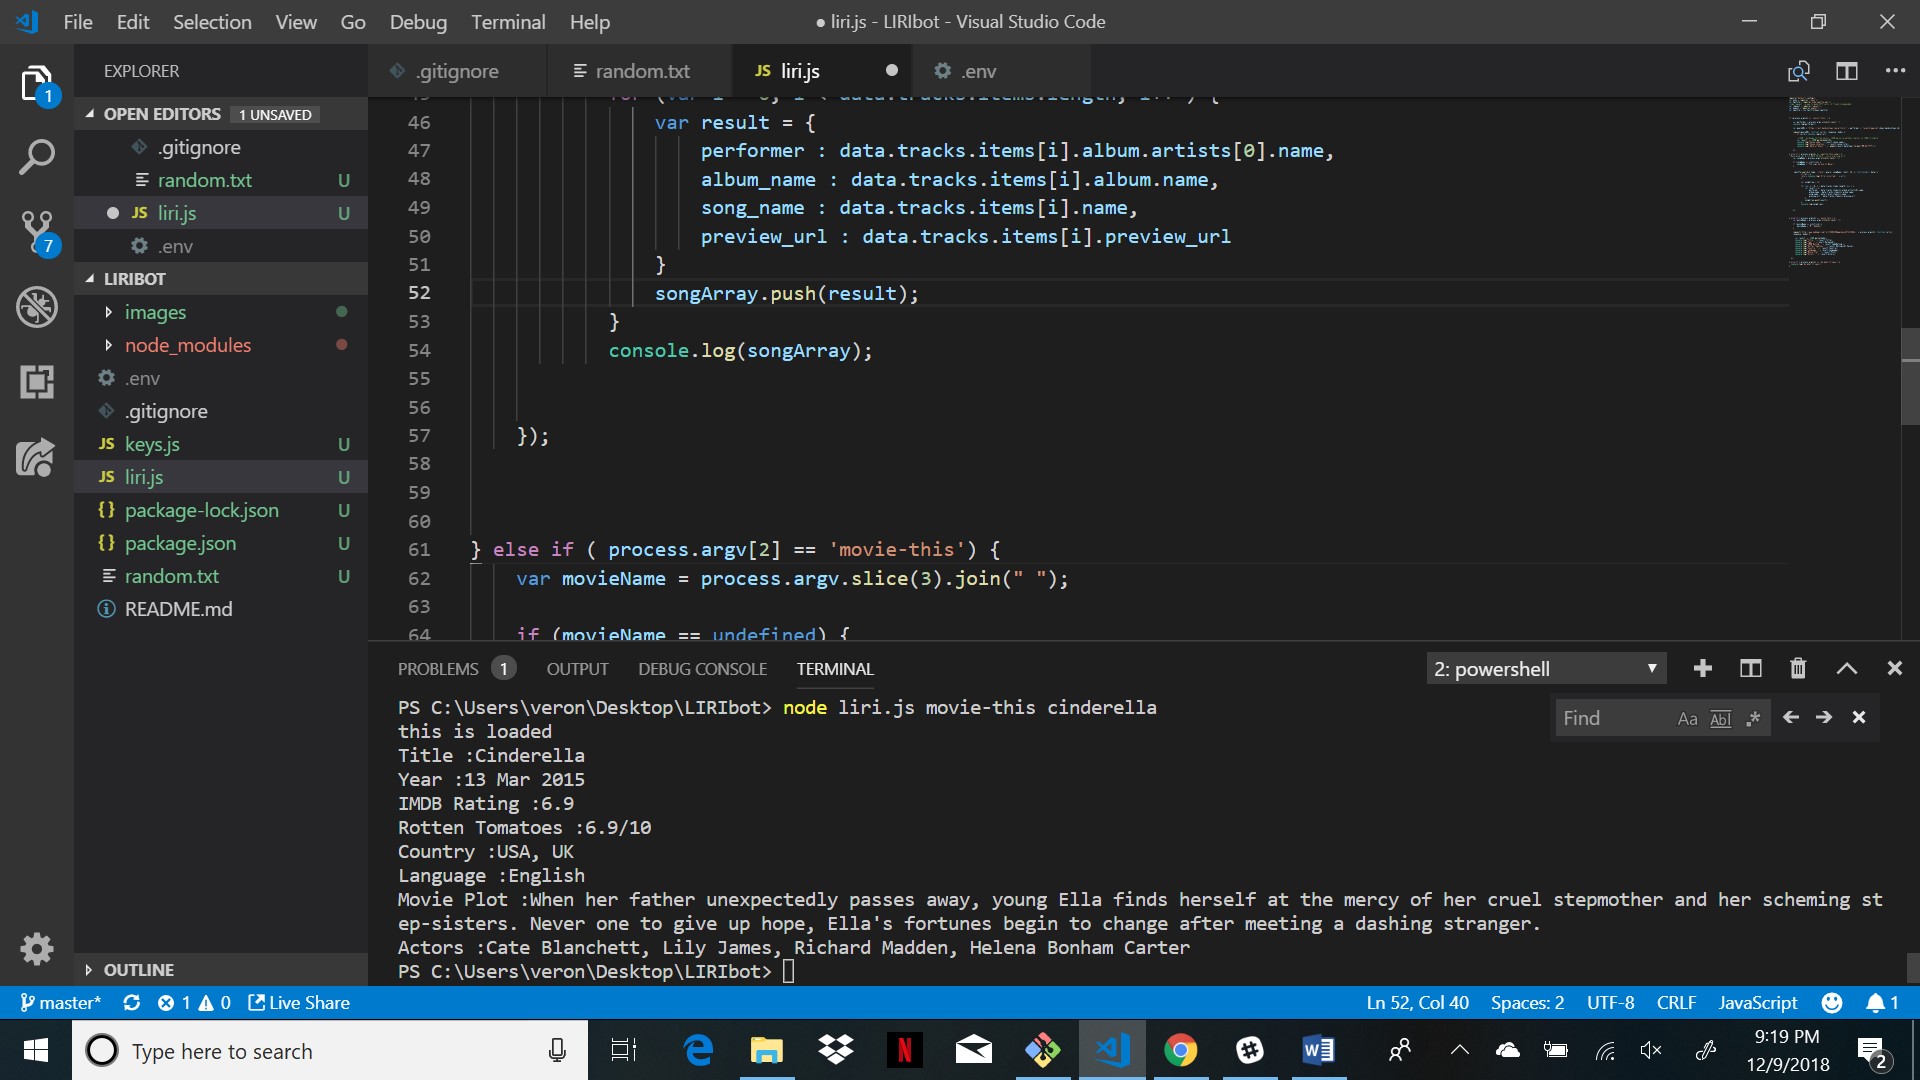 File Edit Selection View Go Debug Terminal Help
● liri.js - LIRIbot - Visual Studio Code
EXPLORER
.gitignore
random.txt
JS liri.js
.env
OPEN EDITORS 1 UNSAVED
.gitignore
random.txt U
JS liri.js U
.env
LIRIBOT
images
node_modules
.env
.gitignore
JS keys.js U
JS liri.js U
{} package-lock.json U
{} package.json U
random.txt U
README.md
OUTLINE
1
7
46 var result = {
47 performer : data.tracks.items[i].album.artists[0].name,
48 album_name : data.tracks.items[i].album.name,
49 song_name : data.tracks.items[i].name,
50 preview_url : data.tracks.items[i].preview_url
51 }
52 songArray.push(result);
53 }
54 console.log(songArray);
55
56
57 });
58
59
60
61 } else if ( process.argv[2] == 'movie-this') {
62 var movieName = process.argv.slice(3).join(" ");
63
64 if (movieName == undefined) {
PROBLEMS 1 OUTPUT DEBUG CONSOLE TERMINAL
2: powershell
Find Aa Abl .*
PS C:\Users\veron\Desktop\LIRIbot> node liri.js movie-this cinderella
this is loaded
Title :Cinderella
Year :13 Mar 2015
IMDB Rating :6.9
Rotten Tomatoes :6.9/10
Country :USA, UK
Language :English
Movie Plot :When her father unexpectedly passes away, young Ella finds herself at the mercy of her cruel stepmother and her scheming st
ep-sisters. Never one to give up hope, Ella's fortunes begin to change after meeting a dashing stranger.
Actors :Cate Blanchett, Lily James, Richard Madden, Helena Bonham Carter
PS C:\Users\veron\Desktop\LIRIbot>
master* 1 0 Live Share
Ln 52, Col 40 Spaces: 2 UTF-8 CRLF JavaScript 1
Type here to search
9:19 PM
12/9/2018
2